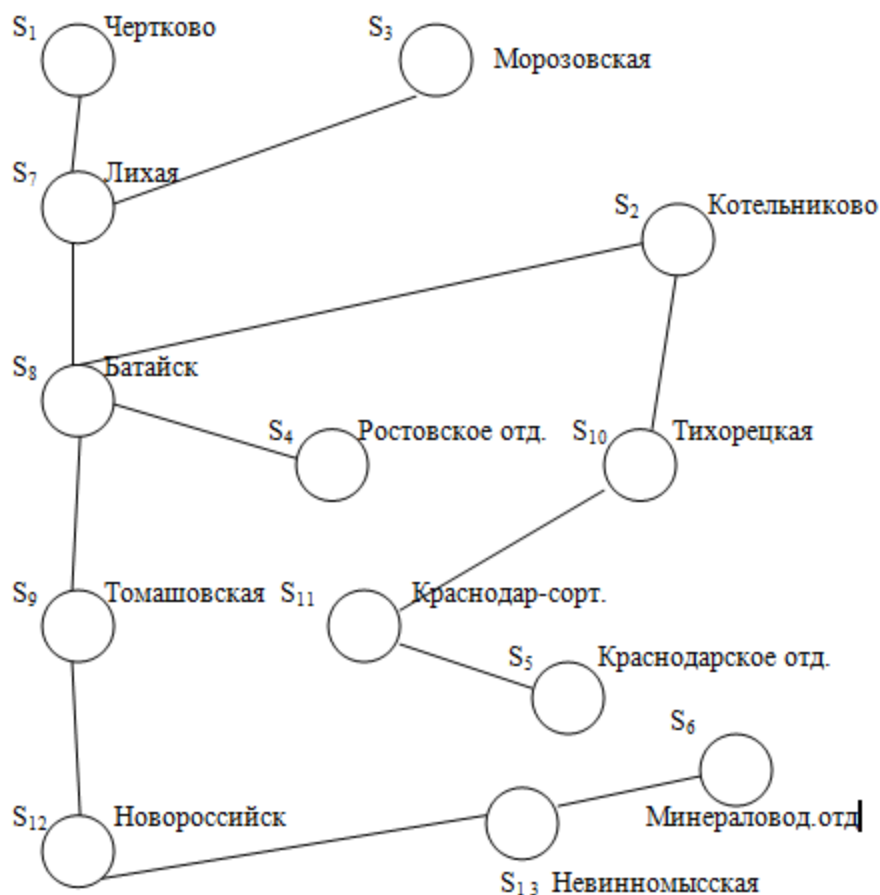 S1 Чертково
S3 Морозовская
S7 Лихая
S2 Котельниково
S8 Батайск
S4 Ростовское отд.
S10 Тихорецкая
S9 Томашовская
S11 Краснодар-сорт.
S5 Краснодарское отд.
S6
Минераловод.отд
S12 Новороссийск
S13 Невинномысская